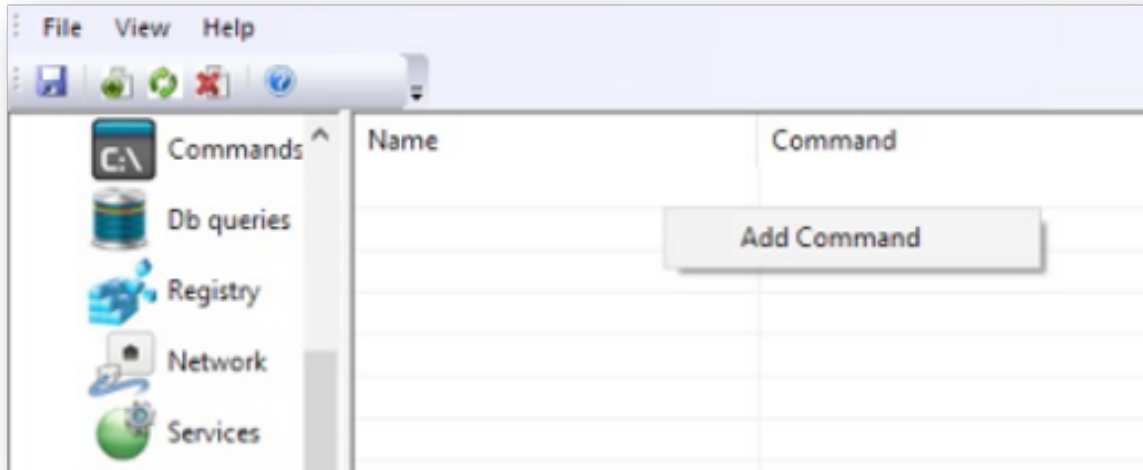 File View Help
Name Command
Commands
Db queries
Add Command
Registry
Network
Services
C:\